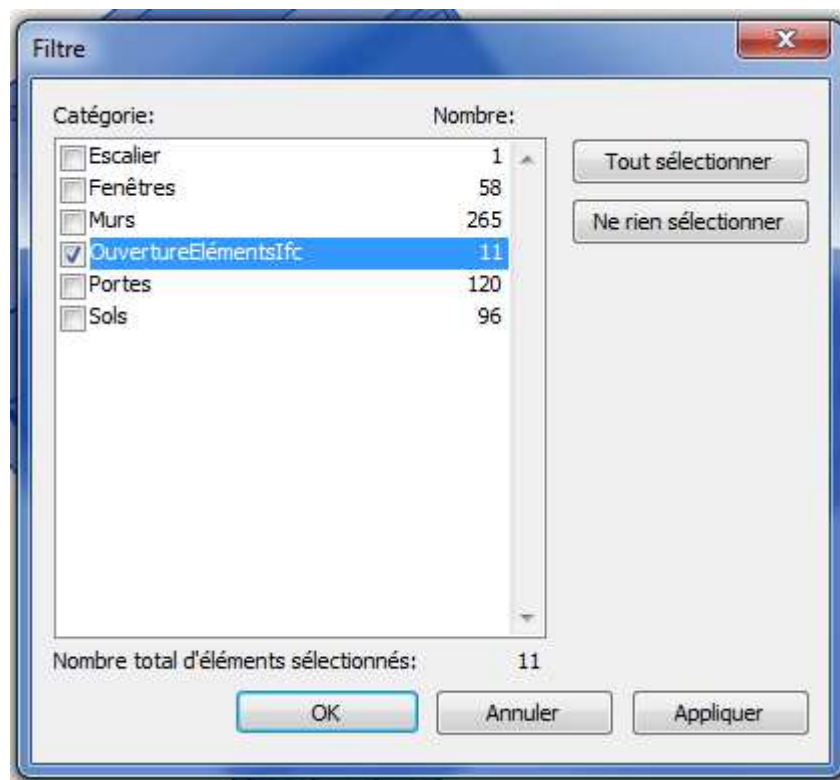 Filtre
Catégorie: Nombre:
Escalier 1
Fenêtres 58
Murs 265
OuvertureElémentsIfc 11
Portes 120
Sols 96
Tout sélectionner
Ne rien sélectionner
Nombre total d'éléments sélectionnés: 11
OK Annuler Appliquer